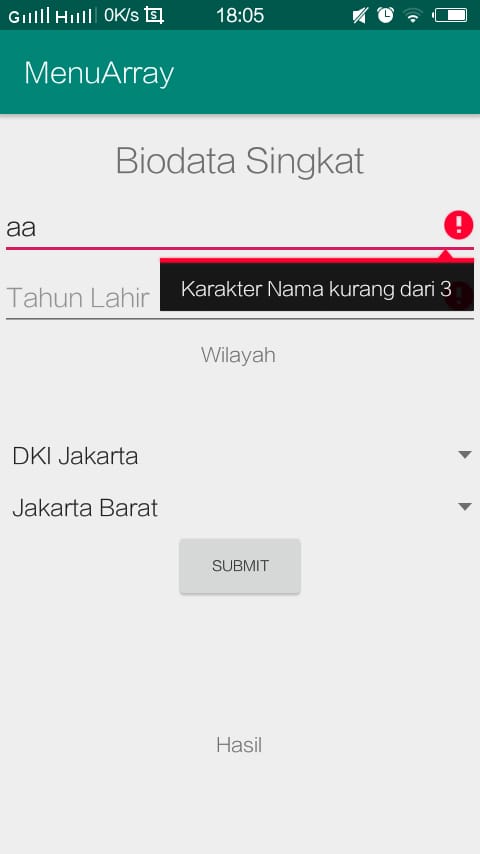 G H 0K/s S 18:05
MenuArray
Biodata Singkat
aa
Karakter Nama kurang dari 3
Tahun Lahir
Wilayah
DKI Jakarta
Jakarta Barat
SUBMIT
Hasil